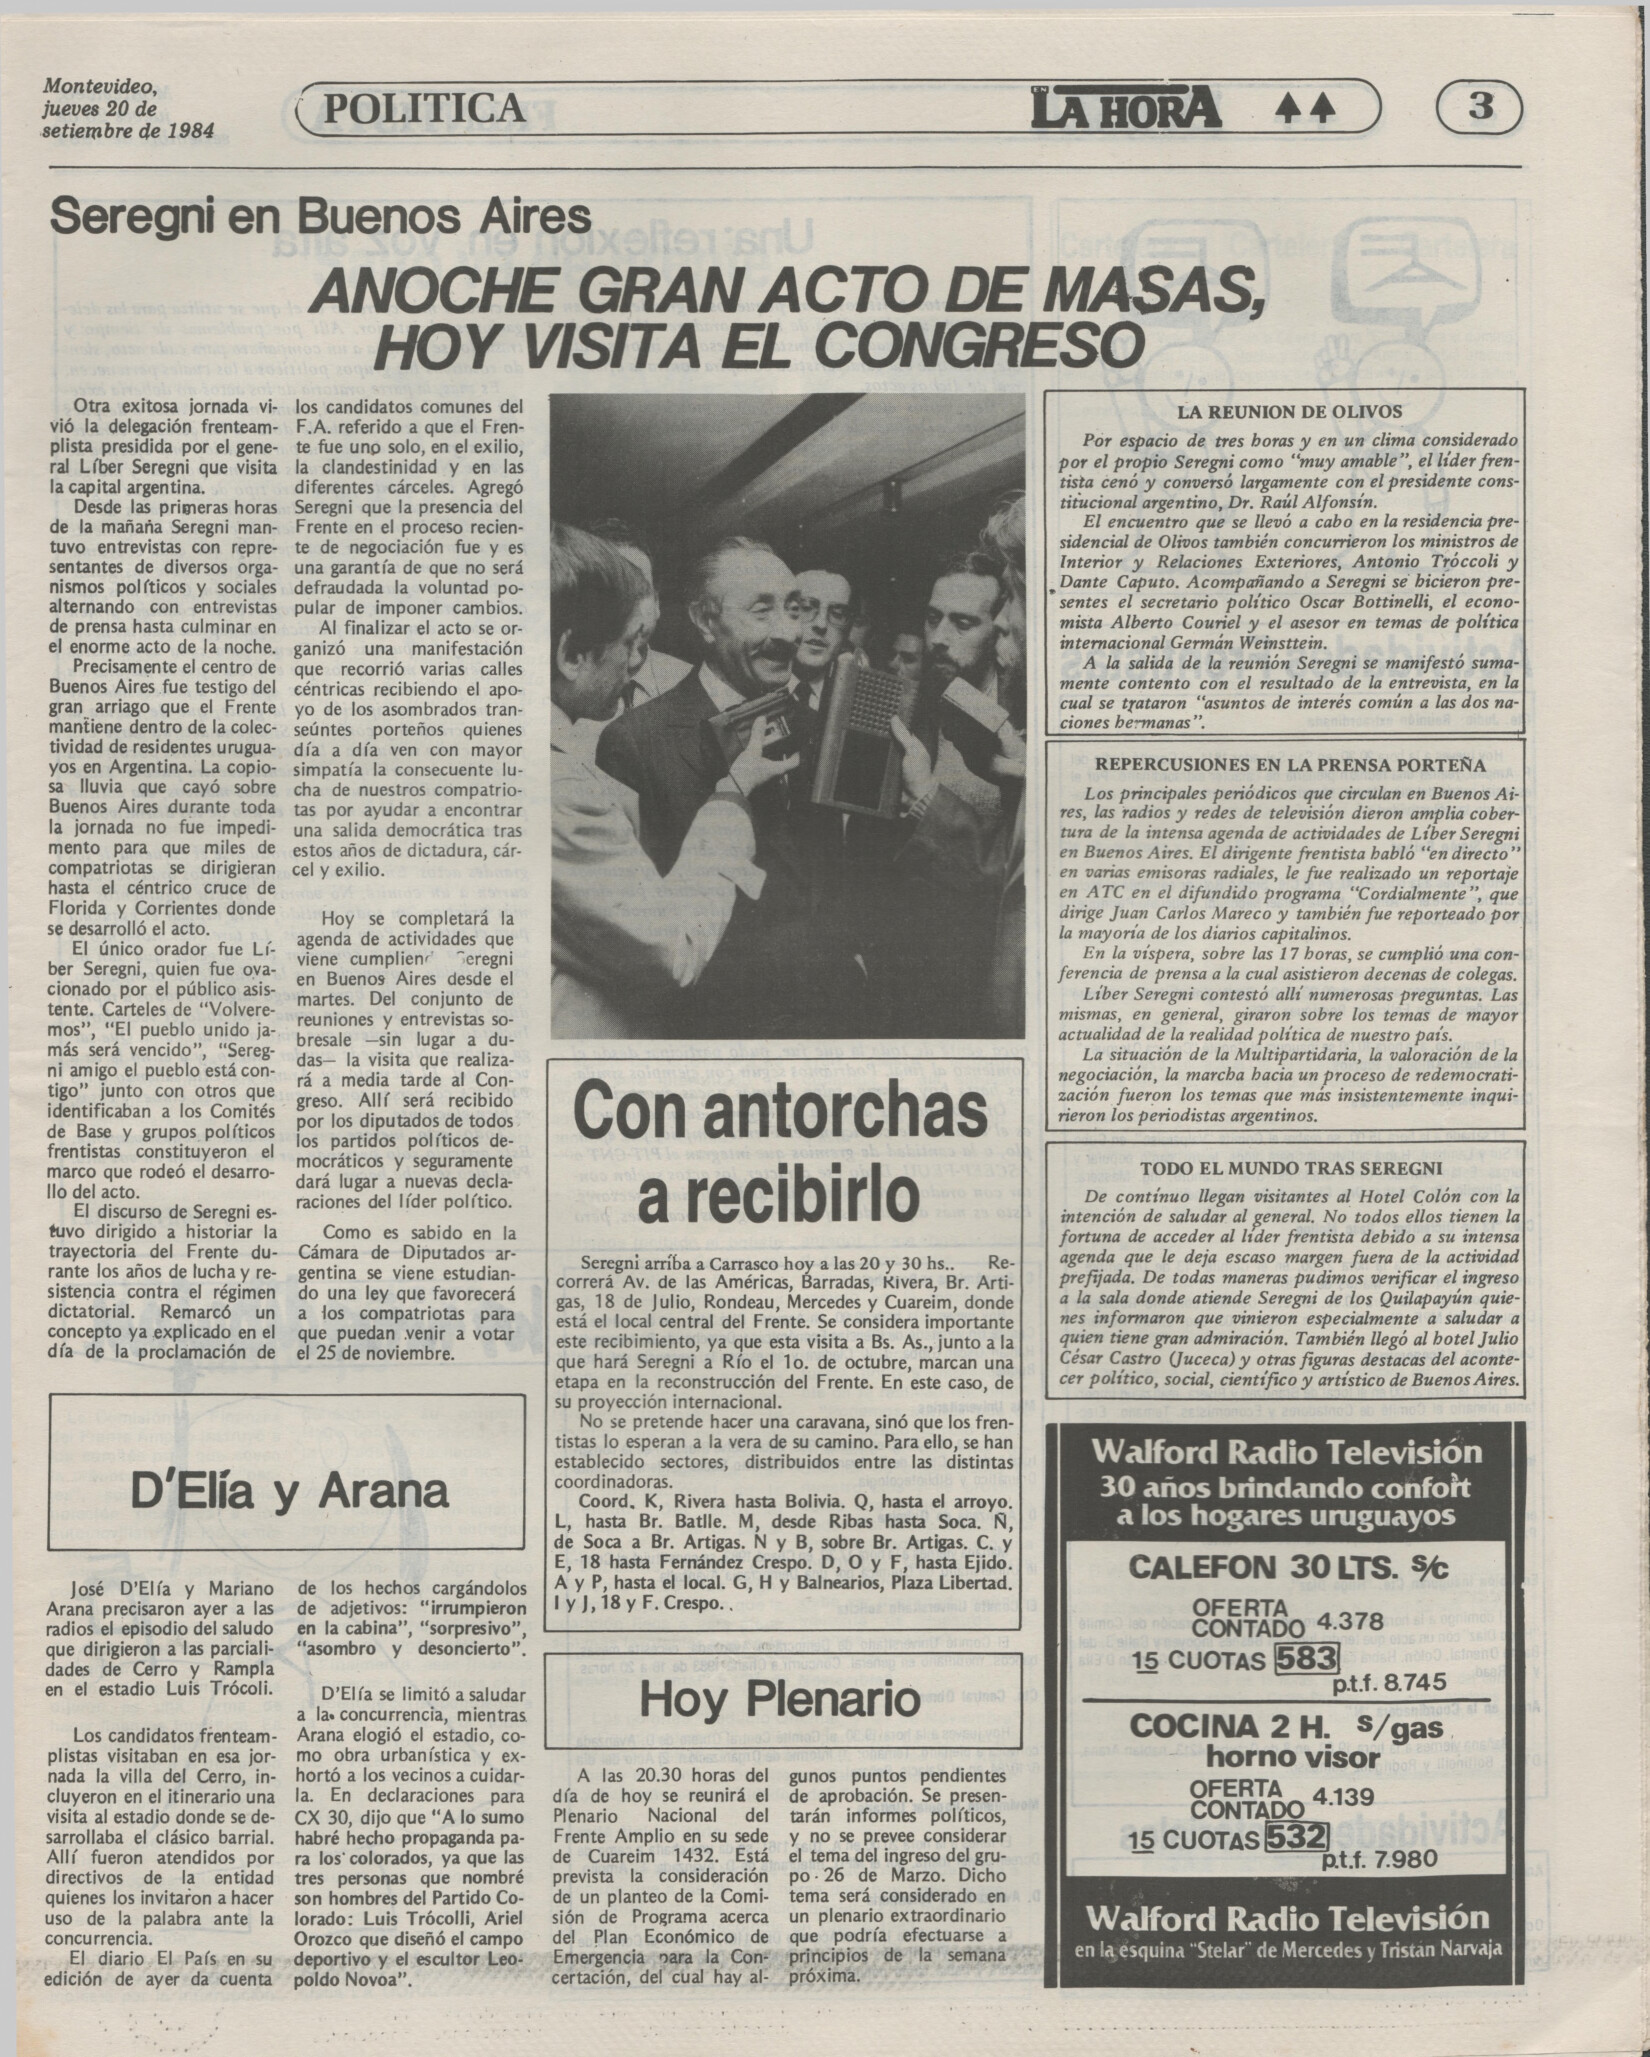 Montevideo,
jueves 20 de
setiembre de 1984
POLITICA
EN
LA HORA
3
Seregni en Buenos Aires
ANOCHE GRAN ACTO DE MASAS,
HOY VISITA EL CONGRESO
Otra exitosa jornada vi-
vió la delegación frenteam-
plista presidida por el gene-
ral Líber Seregni que visita
la capital argentina.
Desde las primeras horas
de la mañana Seregni man-
tuvo entrevistas con repre-
sentantes de diversos orga-
nismos políticos y sociales
alternando con entrevistas
de prensa hasta culminar en
el enorme acto de la noche.
Precisamente el centro de
Buenos Aires fue testigo del
gran arriago que el Frente
mantiene dentro de la colec-
tividad de residentes urugua-
yos en Argentina. La copio-
sa lluvia que cayó sobre
Buenos Aires durante toda
la jornada no fue impedi-
mento para que miles de
compatriotas se dirigieran
hasta el céntrico cruce de
Florida y Corrientes donde
se desarrolló el acto.
El único orador fue Lí-
ber Seregni, quien fue ova-
cionado por el público asis-
tente. Carteles de "Volvere-
mos", "El pueblo unido ja-
más será vencido", "Sereg-
ni amigo el pueblo está con-
tigo" junto con otros que
identificaban a los Comités
de Base y grupos políticos
frentistas constituyeron el
marco que rodeó el desarro-
llo del acto.
El discurso de Seregni es-
tuvo dirigido a historiar la
trayectoria del Frente du-
rante los años de lucha y re-
sistencia contra el régimen
dictatorial. Remarcó un
concepto ya explicado en el
día de la proclamación de
los candidatos comunes del
F.A. referido a que el Fren-
te fue uno solo, en el exilio,
la clandestinidad y en las
diferentes cárceles. Agregó
Seregni que la presencia del
Frente en el proceso recien-
te de negociación fue y es
una garantía de que no será
defraudada la voluntad po-
pular de imponer cambios.
Al finalizar el acto se or-
ganizó una manifestación
que recorrió varias calles
céntricas recibiendo el apo-
yo de los asombrados tran-
seúntes porteños quienes
día a día ven con mayor
simpatía la consecuente lu-
cha de nuestros compatrio-
tas por ayudar a encontrar
una salida democrática tras
estos años de dictadura, cár-
cel y exilio.
Hoy se completará la
agenda de actividades que
viene cumpliend Seregni
en Buenos Aires desde el
martes. Del conjunto de
reuniones y entrevistas so-
bresale —sin lugar a du-
das— la visita que realiza-
rá a media tarde al Con-
greso. Allí será recibido
por los diputados de todos
los partidos políticos de-
mocráticos y seguramente
dará lugar a nuevas decla-
raciones del líder político.
Como es sabido en la
Cámara de Diputados ar-
gentina se viene estudian-
do una ley que favorecerá
a los compatriotas para
que puedan venir a votar
el 25 de noviembre.
LA REUNION DE OLIVOS
Por espacio de tres horas y en un clima considerado
por el propio Seregni como "muy amable", el líder fren-
tista cenó y conversó largamente con el presidente cons-
titucional argentino, Dr. Raúl Alfonsín.
El encuentro que se llevó a cabo en la residencia pre-
sidencial de Olivos también concurrieron los ministros de
Interior y Relaciones Exteriores, Antonio Tróccoli y
Dante Caputo. Acompañando a Seregni se hicieron pre-
sentes el secretario político Oscar Bottinelli, el econo-
mista Alberto Couriel y el asesor en temas de política
internacional Germán Weinsttein.
A la salida de la reunión Seregni se manifestó suma-
mente contento con el resultado de la entrevista, en la
cual se trataron "asuntos de interés común a las dos na-
ciones hermanas".
REPERCUSIONES EN LA PRENSA PORTEÑA
Los principales periódicos que circulan en Buenos Ai-
res, las radios y redes de televisión dieron amplia cober-
tura de la intensa agenda de actividades de Líber Seregni
en Buenos Aires. El dirigente frentista habló "en directo"
en varias emisoras radiales, le fue realizado un reportaje
en ATC en el difundido programa "Cordialmente", que
dirige Juan Carlos Mareco y también fue reporteado por
la mayoría de los diarios capitalinos.
En la víspera, sobre las 17 horas, se cumplió una con-
ferencia de prensa a la cual asistieron decenas de colegas.
Líber Seregni contestó allí numerosas preguntas. Las
mismas, en general, giraron sobre los temas de mayor
actualidad de la realidad política de nuestro país.
La situación de la Multipartidaria, la valoración de la
negociación, la marcha hacia un proceso de redemocrati-
zación fueron los temas que más insistentemente inqui-
rieron los periodistas argentinos.
TODO EL MUNDO TRAS SEREGNI
De contínuo llegan visitantes al Hotel Colón con la
intención de saludar al general. No todos ellos tienen la
fortuna de acceder al líder frentista debido a su intensa
agenda que le deja escaso margen fuera de la actividad
prefijada. De todas maneras pudimos verificar el ingreso
a la sala donde atiende Seregni de los Quilapayún quie-
nes informaron que vinieron especialmente a saludar a
quien tiene gran admiración. También llegó al hotel Julio
César Castro (Juceca) y otras figuras destacas del aconte-
cer político, social, científico y artístico de Buenos Aires.
Con antorchas
a recibirlo
Seregni arriba a Carrasco hoy a las 20 y 30 hs.. Re-
correrá Av. de las Américas, Barradas, Rivera, Br. Arti-
gas, 18 de Julio, Rondeau, Mercedes y Cuareim, donde
está el local central del Frente. Se considera importante
este recibimiento, ya que esta visita a Bs. As., junto a la
que hará Seregni a Río el 1o. de octubre, marcan una
etapa en la reconstrucción del Frente. En este caso, de
su proyección internacional.
No se pretende hacer una caravana, sinó que los fren-
tistas lo esperan a la vera de su camino. Para ello, se han
establecido sectores, distribuidos entre las distintas
coordinadoras.
Coord. K, Rivera hasta Bolivia. Q, hasta el arroyo.
L, hasta Br. Batlle. M, desde Ribas hasta Soca. Ñ,
de Soca a Br. Artigas. N y B, sobre Br. Artigas. C. y
E, 18 hasta Fernández Crespo. D, O y F, hasta Ejido.
A y P, hasta el local. G, H y Balnearios, Plaza Libertad.
I y J, 18 y F. Crespo..
D'Elía y Arana
José D'Elía y Mariano
Arana precisaron ayer a las
radios el episodio del saludo
que dirigieron a las parciali-
dades de Cerro y Rampla
en el estadio Luis Trócoli.
Los candidatos frenteam-
plistas visitaban en esa jor-
nada la villa del Cerro, in-
cluyeron en el itinerario una
visita al estadio donde se de-
sarrollaba el clásico barrial.
Allí fueron atendidos por
directivos de la entidad
quienes los invitaron a hacer
uso de la palabra ante la
concurrencia.
El diario El País en su
edición de ayer da cuenta
de los hechos cargándolos
de adjetivos: "irrumpieron
en la cabina", "sorpresivo",
"asombro y desoncierto".
D'Elía se limitó a saludar
a la concurrencia, mientras
Arana elogió el estadio, co-
mo obra urbanística y ex-
hortó a los vecinos a cuidar-
la. En declaraciones para
CX 30, dijo que "A lo sumo
habré hecho propaganda pa-
ra los colorados, ya que las
tres personas que nombré
son hombres del Partido Co-
lorado: Luis Trócolli, Ariel
Orozco que diseñó el campo
deportivo y el escultor Leo-
poldo Novoa".
Hoy Plenario
A las 20.30 horas del
día de hoy se reunirá el
Plenario Nacional del
Frente Amplio en su sede
de Cuareim 1432. Está
prevista la consideración
de un planteo de la Comi-
sión de Programa acerca
del Plan Económico de
Emergencia para la Con-
certación, del cual hay al-
gunos puntos pendientes
de aprobación. Se presen-
tarán informes políticos,
y no se prevee considerar
el tema del ingreso del gru-
po 26 de Marzo. Dicho
tema será considerado en
un plenario extraordinario
que podría efectuarse a
principios de la semana
próxima.
Walford Radio Televisión
30 años brindando confort
a los hogares uruguayos
CALEFON 30 LTS. s/c
OFERTA
CONTADO 4.378
15 CUOTAS 583
p.t.f. 8.745
COCINA 2 H. s/gas
horno visor
OFERTA
CONTADO 4.139
15 CUOTAS 532
p.t.f. 7.980
Walford Radio Televisión
en la esquina "Stelar" de Mercedes y Tristán Narvaja